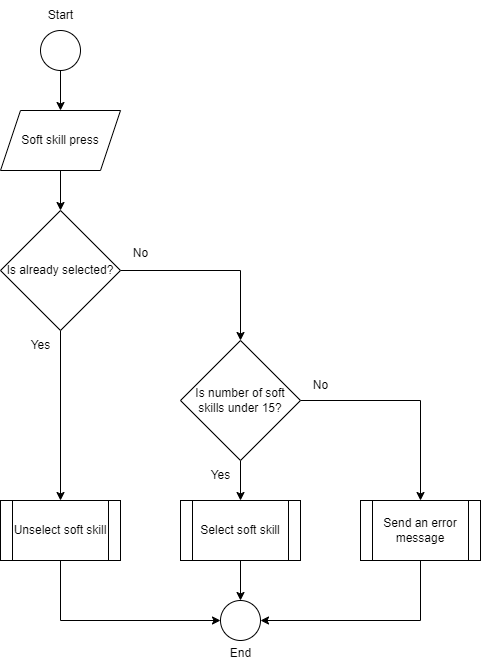 Start
Soft skill press
Is already selected?
No
Yes
Is number of soft
skills under 15?
No
Yes
Unselect soft skill
Select soft skill
Send an error
message
End